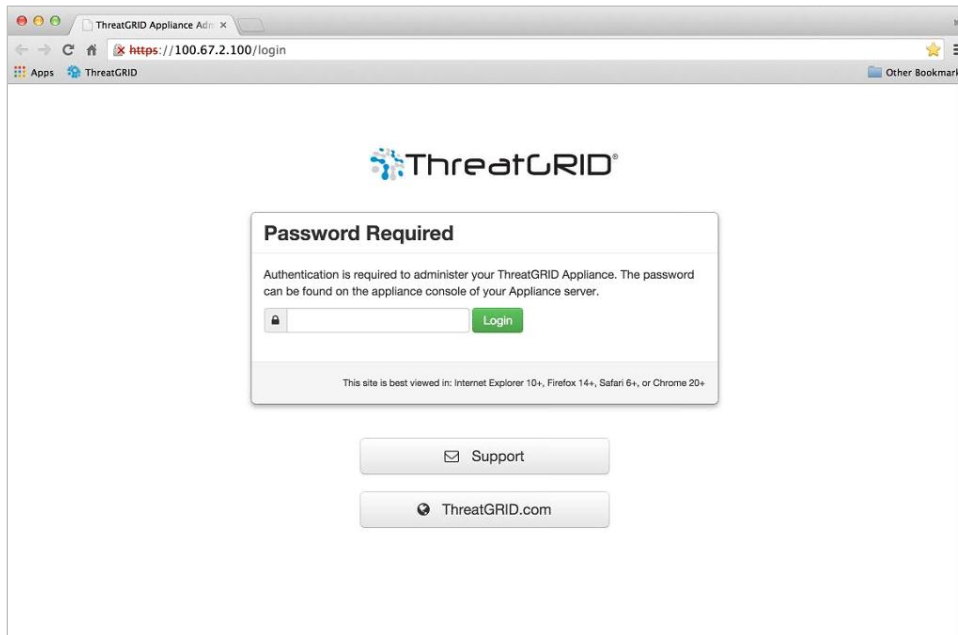 ThreatGRID Appliance Adn
https://100.67.2.100/login
Apps ThreatGRID Other Bookmark
ThreatGRID®
Password Required
Authentication is required to administer your ThreatGRID Appliance. The password
can be found on the appliance console of your Appliance server.
Login
This site is best viewed in: Internet Explorer 10+, Firefox 14+, Safari 6+, or Chrome 20+
Support
ThreatGRID.com